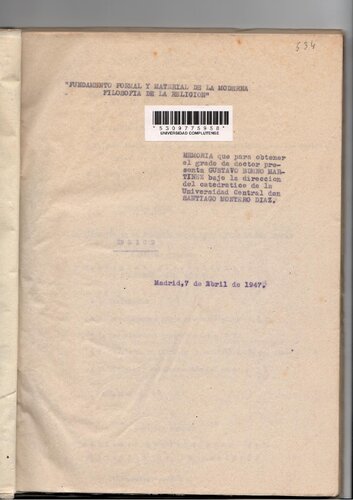 534
"FUNDAMENTO FORMAL Y MATERIAL DE LA MODERNA
FILOSOFIA DE LA RELIGION"
*5309775938*
UNIVERSIDAD COMPLUTENSE
MEMORIA que para obtener
el grado de doctor pre-
senta GUSTAVO BUENO MAR-
TINEZ bajo la direccion
del catedratico de la
Universidad Central don
SANTIAGO MONTERO DIAZ.
Madrid, 7 de Abril de 1947.